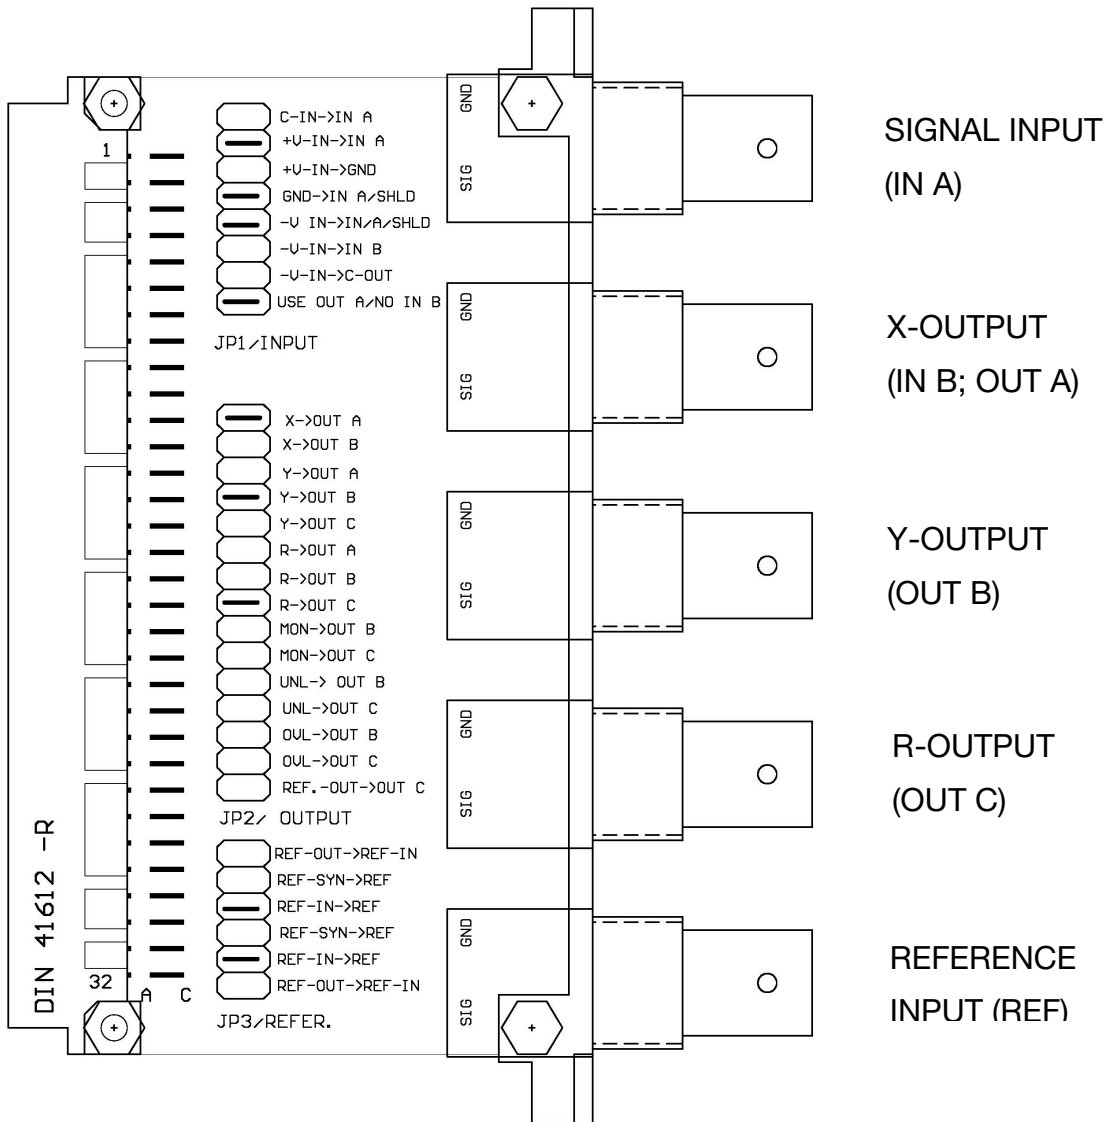 GND
SIG
SIGNAL INPUT
(IN A)
C-IN->IN A
+V-IN->IN A
+V-IN->GND
GND->IN A/SHLD
-V IN->IN/A/SHLD
-V-IN->IN B
-V-IN->C-OUT
USE OUT A/NO IN B
JP1/INPUT
1
GND
SIG
X-OUTPUT
(IN B; OUT A)
X->OUT A
X->OUT B
Y->OUT A
Y->OUT B
Y->OUT C
R->OUT A
R->OUT B
R->OUT C
MON->OUT B
MON->OUT C
UNL-> OUT B
UNL->OUT C
OVL->OUT B
OVL->OUT C
REF.-OUT->OUT C
JP2/ OUTPUT
GND
SIG
Y-OUTPUT
(OUT B)
GND
SIG
R-OUTPUT
(OUT C)
REF-OUT->REF-IN
REF-SYN->REF
REF-IN->REF
REF-SYN->REF
REF-IN->REF
REF-OUT->REF-IN
JP3/REFER.
DIN 41612 -R
32
A C
GND
SIG
REFERENCE
INPUT (REF)